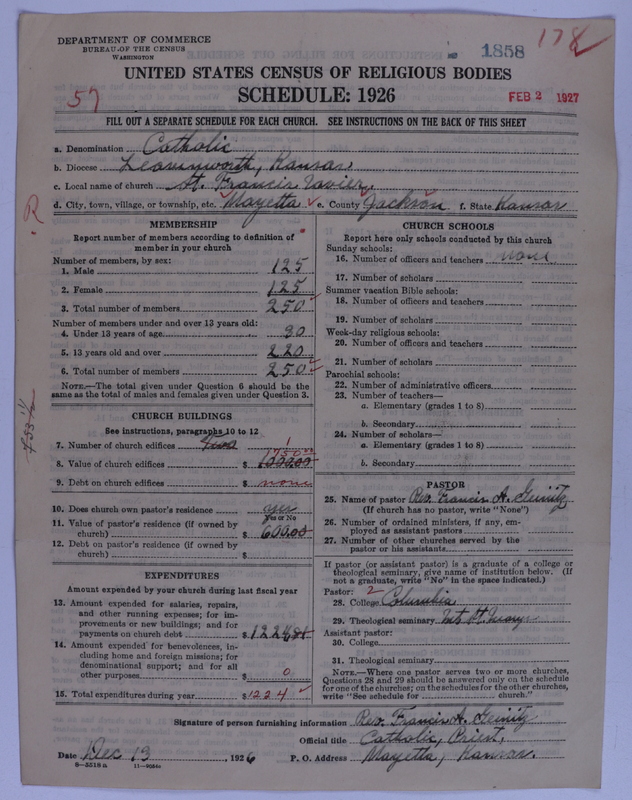 DEPARTMENT OF COMMERCE
BUREAU OF THE CENSUS
WASHINGTON
1858
178
UNITED STATES CENSUS OF RELIGIOUS BODIES
57
SCHEDULE: 1926
FEB 2 1927
FILL OUT A SEPARATE SCHEDULE FOR EACH CHURCH. SEE INSTRUCTIONS ON THE BACK OF THIS SHEET
a. Denomination Catholic
b. Diocese Leavenworth, Kansas
c. Local name of church St. Francis Xavier
d. City, town, village, or township, etc. Mayetta e. County Jackson f. State Kansas
R
MEMBERSHIP
Report number of members according to definition of member in your church
Number of members, by sex:
1. Male 125
2. Female 125
3. Total number of members 250
Number of members under and over 13 years old:
4. Under 13 years of age 30
5. 13 years old and over 220
6. Total number of members 250
NOTE.—The total given under Question 6 should be the
same as the total of males and females given under Question 3.
CHURCH BUILDINGS
See instructions, paragraphs 10 to 12
7. Number of church edifices two 1
8. Value of church edifices $
9. Debt on church edifices $ none
10. Does church own pastor's residence yes
Yes or No
11. Value of pastor's residence (if owned by
church) $ 600.00
12. Debt on pastor's residence (if owned by
church) $
EXPENDITURES
Amount expended by your church during last fiscal year
13. Amount expended for salaries, repairs,
and other running expenses; for im-
provements or new buildings; and for
payments on church debt $ 1224
14. Amount expended for benevolences, in-
cluding home and foreign missions; for
denominational support; and for all
other purposes $ 0
15. Total expenditures during year $ 1224
CHURCH SCHOOLS
Report here only schools conducted by this church
Sunday schools:
16. Number of officers and teachers none
17. Number of scholars
Summer vacation Bible schools:
18. Number of officers and teachers
19. Number of scholars
Week-day religious schools:
20. Number of officers and teachers
21. Number of scholars
Parochial schools:
22. Number of administrative officers
23. Number of teachers—
a. Elementary (grades 1 to 8)
b. Secondary
24. Number of scholars—
a. Elementary (grades 1 to 8)
b. Secondary
PASTOR
25. Name of pastor Rev. Francis A.
(If church has no pastor, write "None")
26. Number of ordained ministers, if any, em-
ployed as assistant pastors
27. Number of other churches served by the
pastor or his assistants
If pastor (or assistant pastor) is a graduate of a college or
theological seminary, give name of institution below. (If
not a graduate, write "No" in the space indicated.)
Pastor: 2
28. College Columbia
29. Theological seminary
Assistant pastor:
30. College
31. Theological seminary
NOTE.—Where one pastor serves two or more churches,
Questions 28 and 29 should be answered only on the schedule
for one of the churches; on the schedules for the other churches,
write "See schedule for church."
Signature of person furnishing information Rev. Francis A.
Official title Catholic, Priest.
Date Dec 13 1926 P. O. Address Mayetta, Kansas.
8—5518a 11—9564a